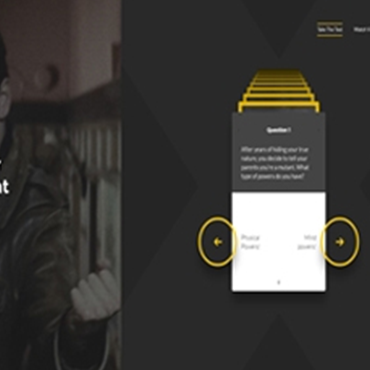 Take The Test
Watch
Question 1
After years of hiding your true
nature, you decide to tell your
parents you're a mutant. What
type of powers do you have?
Physical
Powers
Mind
powers